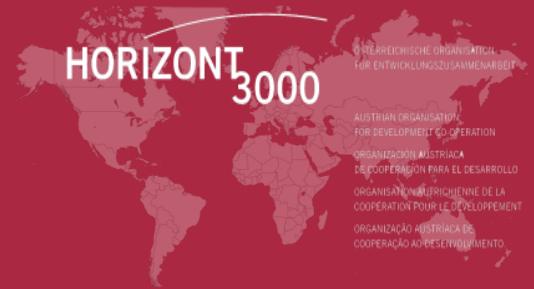 HORIZONT
3000
ÖSTERREICHISCHE ORGANISATION
FÜR ENTWICKLUNGSZUSAMMENARBEIT
AUSTRIAN ORGANISATION
FOR DEVELOPMENT CO-OPERATION
ORGANIZACIÓN AUSTRÍACA
DE COOPERACIÓN PARA EL DESARROLLO
ORGANISATION AUTRICHIENNE DE LA
COOPÉRATION POUR LE DÉVELOPPEMENT
ORGANIZAÇÃO AUSTRÍACA DE
COOPERAÇÃO AO DESENVOLVIMENTO